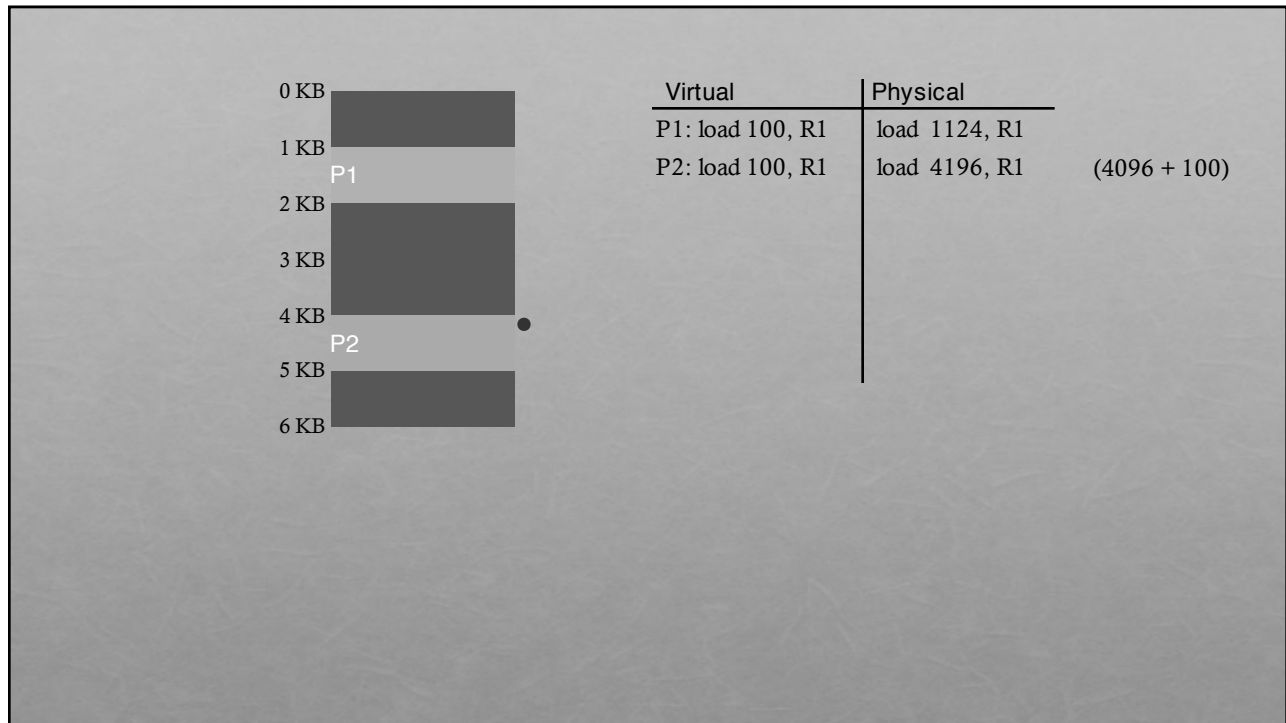 0 KB
1 KB
P1
2 KB
3 KB
4 KB
P2
5 KB
6 KB
Virtual Physical
P1: load 100, R1 load 1124, R1
P2: load 100, R1 load 4196, R1 (4096 + 100)